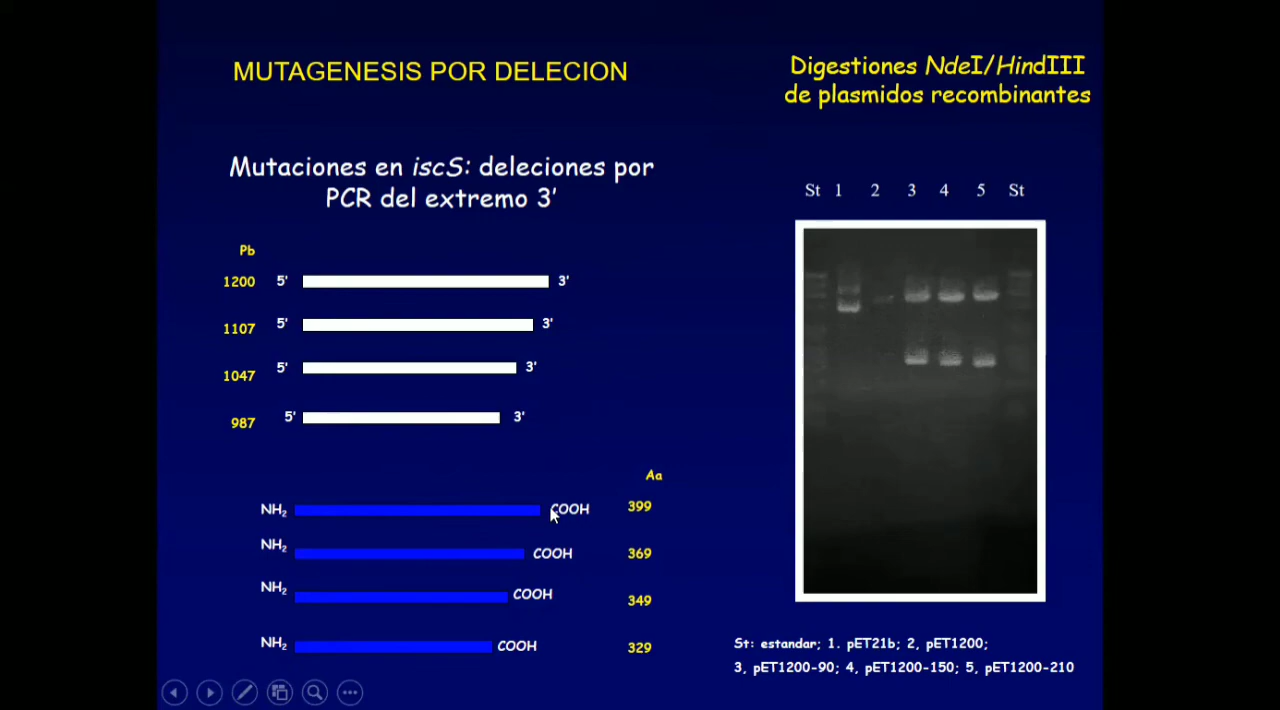 MUTAGENESIS POR DELECION
Mutaciones en iscS: deleciones por
PCR del extremo 3'
Pb
1200 5' 3'
1107 5' 3'
1047 5' 3'
987 5' 3'
Aa
NH2 COOH 399
NH2 COOH 369
NH2 COOH 349
NH2 COOH 329
Digestiones NdeI/HindIII
de plasmidos recombinantes
St 1 2 3 4 5 St
St: estandar; 1. pET21b; 2, pET1200;
3, pET1200-90; 4, pET1200-150; 5, pET1200-210